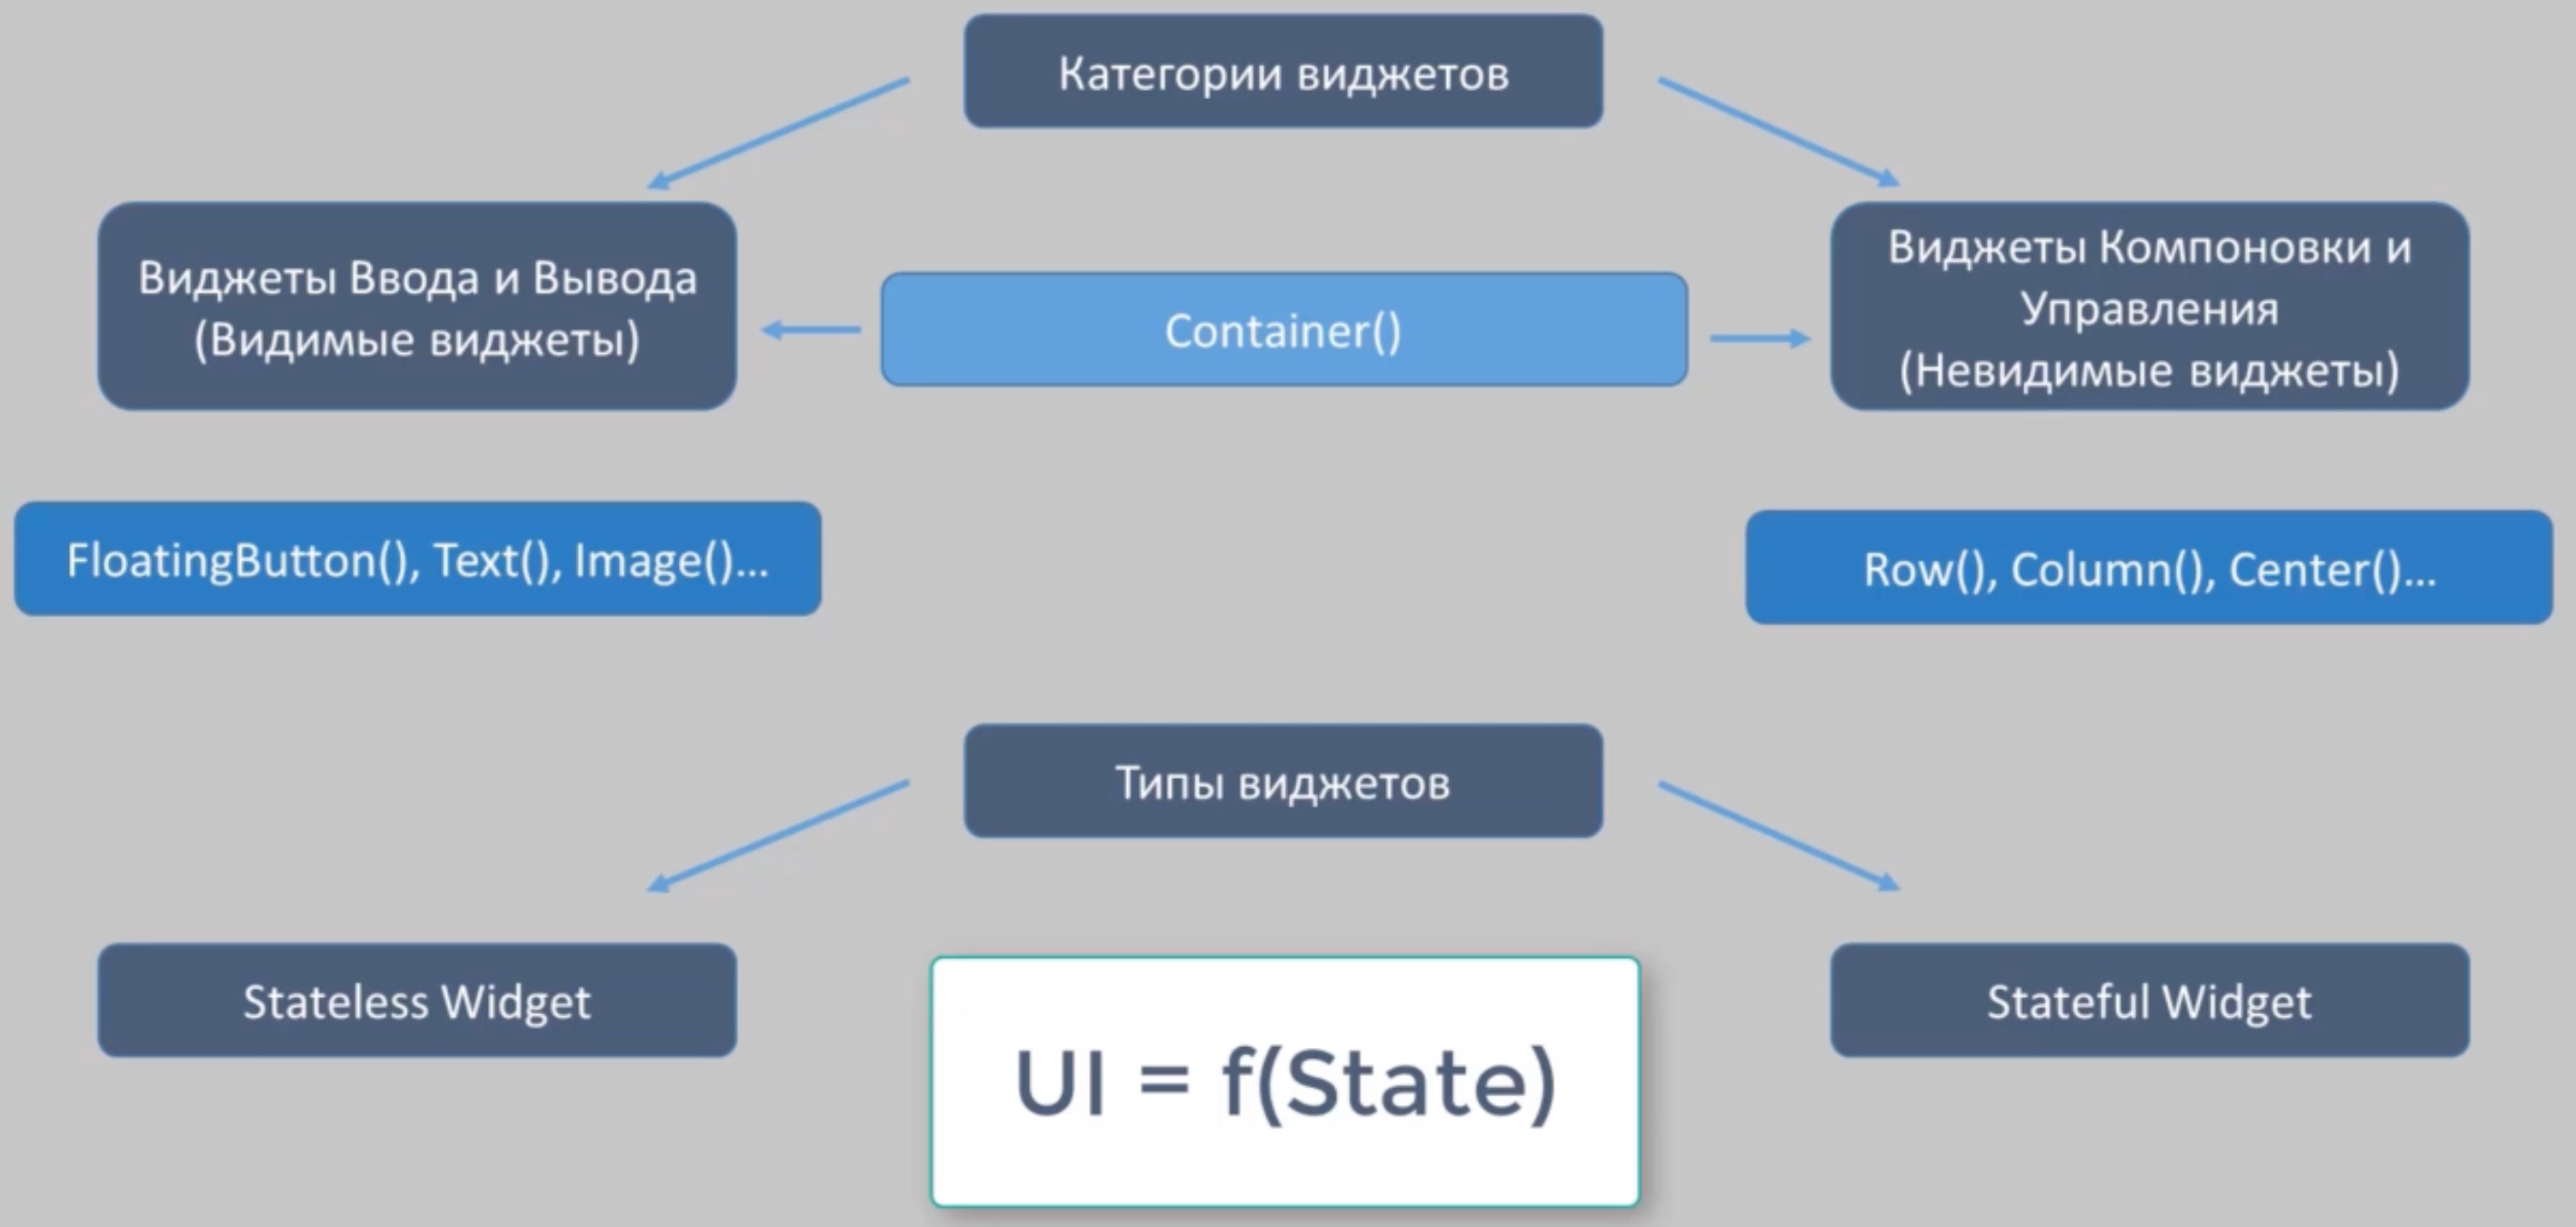 Категории виджетов
Виджеты Ввода и Вывода
(Видимые виджеты)
Container()
Виджеты Компоновки и
Управления
(Невидимые виджеты)
FloatingButton(), Text(), Image()...
Row(), Column(), Center()...
Типы виджетов
Stateless Widget
UI = f(State)
Stateful Widget